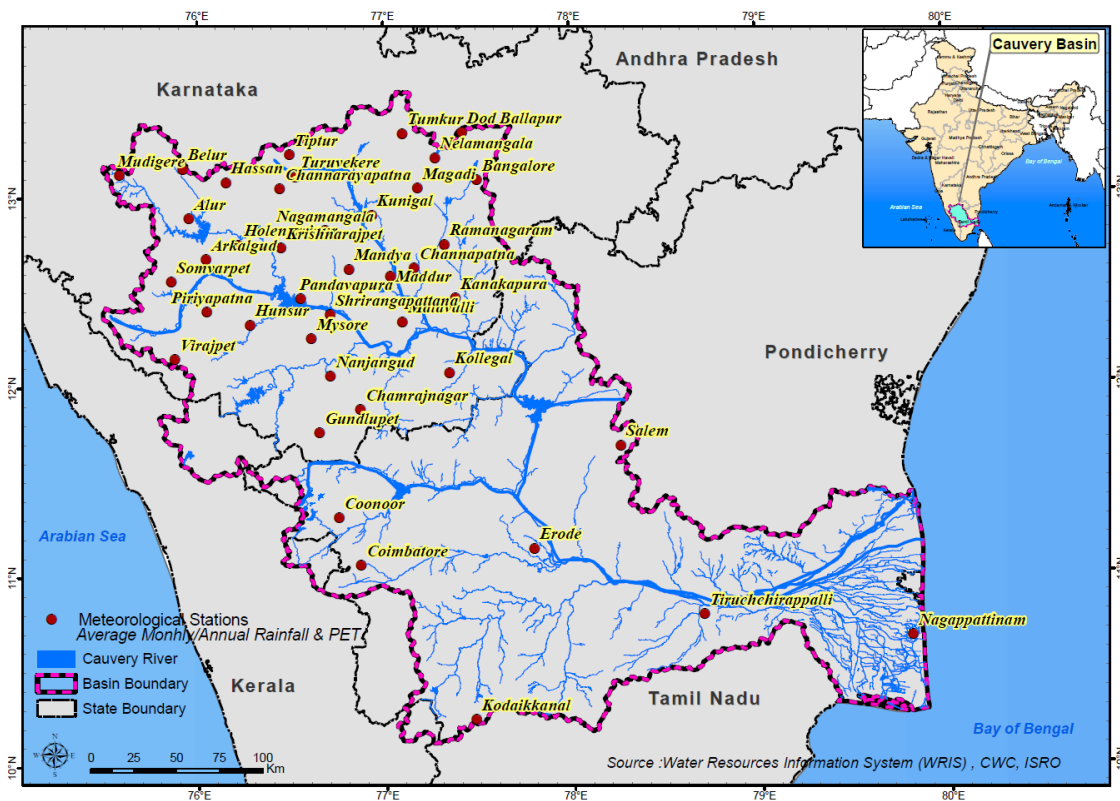 76°E 77°E 78°E 79°E 80°E
Cauvery Basin
Andhra Pradesh
Karnataka
Bay of Bengal
Arabian Sea
Tumkur
Dod Ballapur
Nelamangala
Tiptur
Mudigere
Belur
Hassan
Turuvekere
Channarayapatna
Magadi
Bangalore
13°N
Kunigal
Alur
Nagamangala
Krishnarajpet
Ramanagaram
Arkalgud
Mandya
Channapatna
Somvarpet
Pandavapura
Maddur
Kanakapura
Piriyapatna
Hunsur
Shrirangapattana
Malavalli
Mysore
Virajpet
Nanjangud
Kollegal
Pondicherry
12°N
Chamrajnagar
Gundlupet
Salem
Coonoor
Erode
Coimbatore
Arabian Sea
11°N
Tiruchchirappalli
Nagappattinam
Meteorological Stations
Average Monhly/Annual Rainfall & PET
Cauvery River
Basin Boundary
State Boundary
Kerala
Tamil Nadu
Kodaikkanal
Bay of Bengal
N
W E
S
0 25 50 75 100
Km
Source :Water Resources Information System (WRIS) , CWC, ISRO
10°N
76°E 77°E 78°E 79°E 80°E